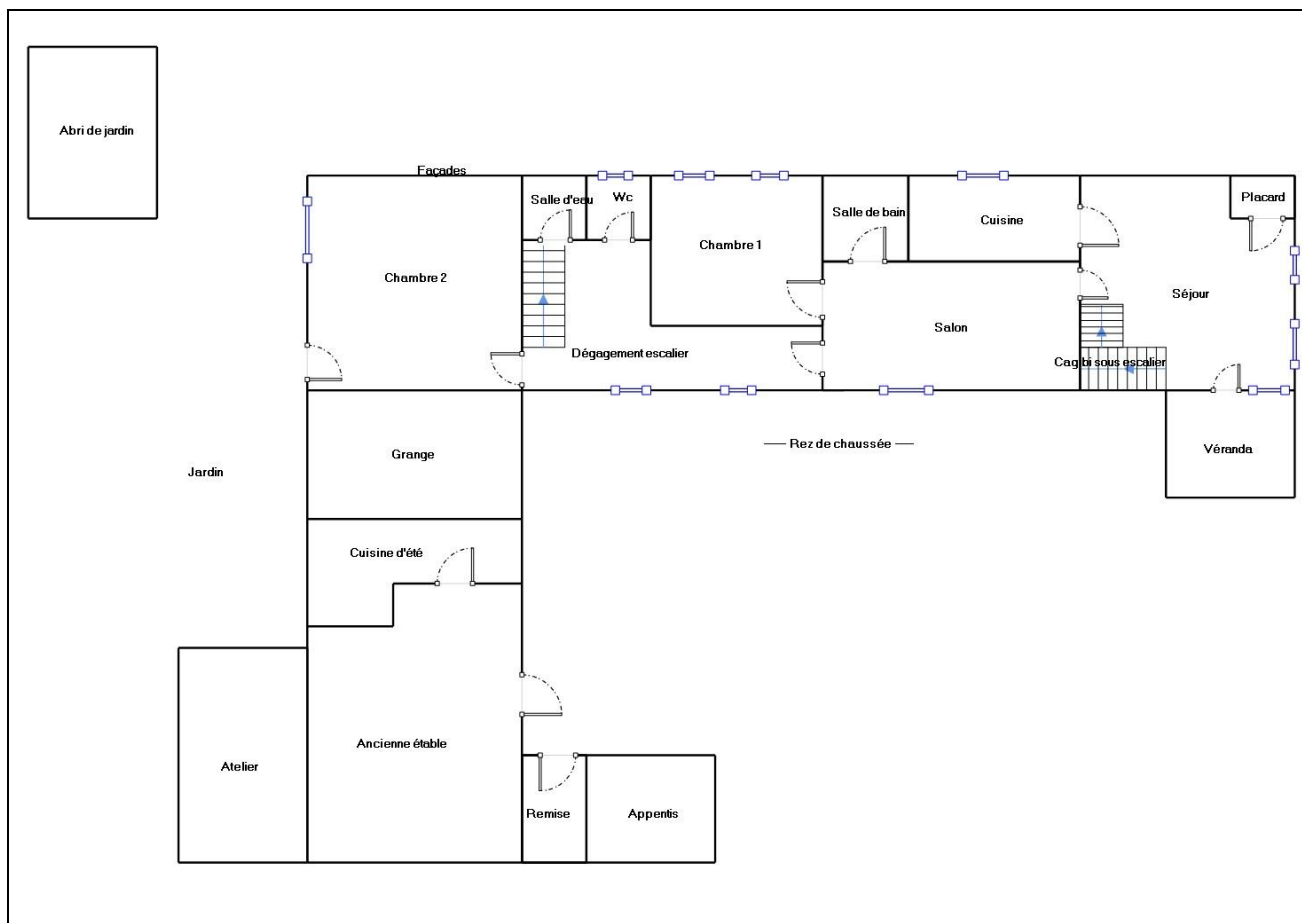 Abri de jardin
Façades
Salle d'eau
Wc
Placard
Salle de bain
Cuisine
Chambre 1
Chambre 2
Séjour
Salon
Dégagement escalier
Cagibi sous escalier
Rez de chaussée
Grange
Véranda
Jardin
Cuisine d'été
Ancienne étable
Atelier
Remise
Appentis